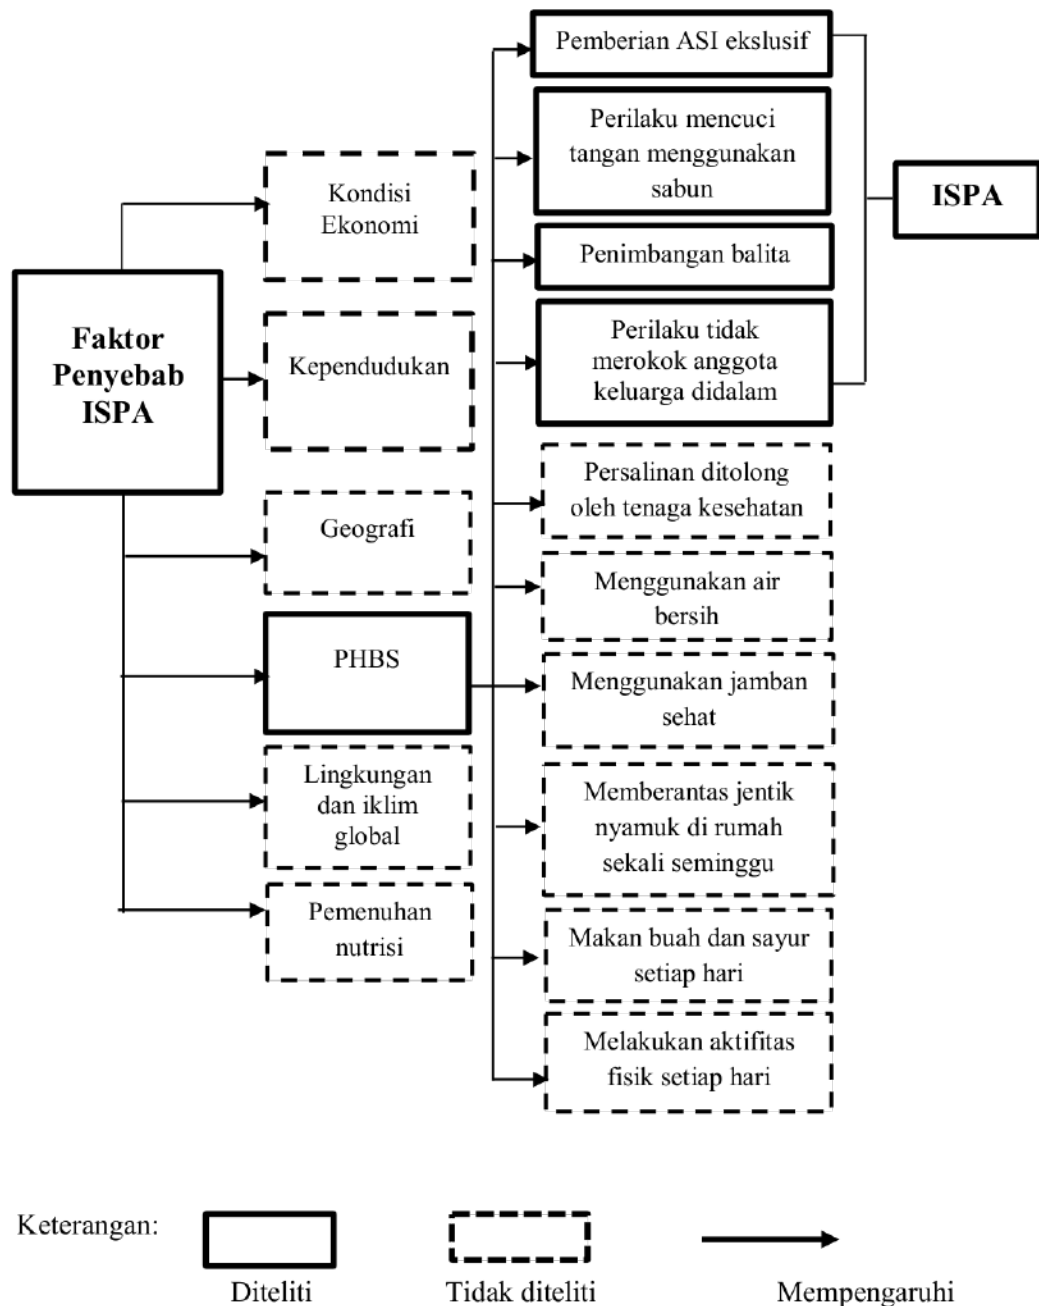 Faktor
Penyebab
ISPA
Kondisi
Ekonomi
Kependudukan
Geografi
PHBS
Lingkungan
dan iklim
global
Pemenuhan
nutrisi
Pemberian ASI ekslusif
Perilaku mencuci
tangan menggunakan
sabun
Penimbangan balita
Perilaku tidak
merokok anggota
keluarga didalam
Persalinan ditolong
oleh tenaga kesehatan
Menggunakan air
bersih
Menggunakan jamban
sehat
Memberantas jentik
nyamuk di rumah
sekali seminggu
Makan buah dan sayur
setiap hari
Melakukan aktifitas
fisik setiap hari
ISPA
Keterangan:
Diteliti
Tidak diteliti
Mempengaruhi